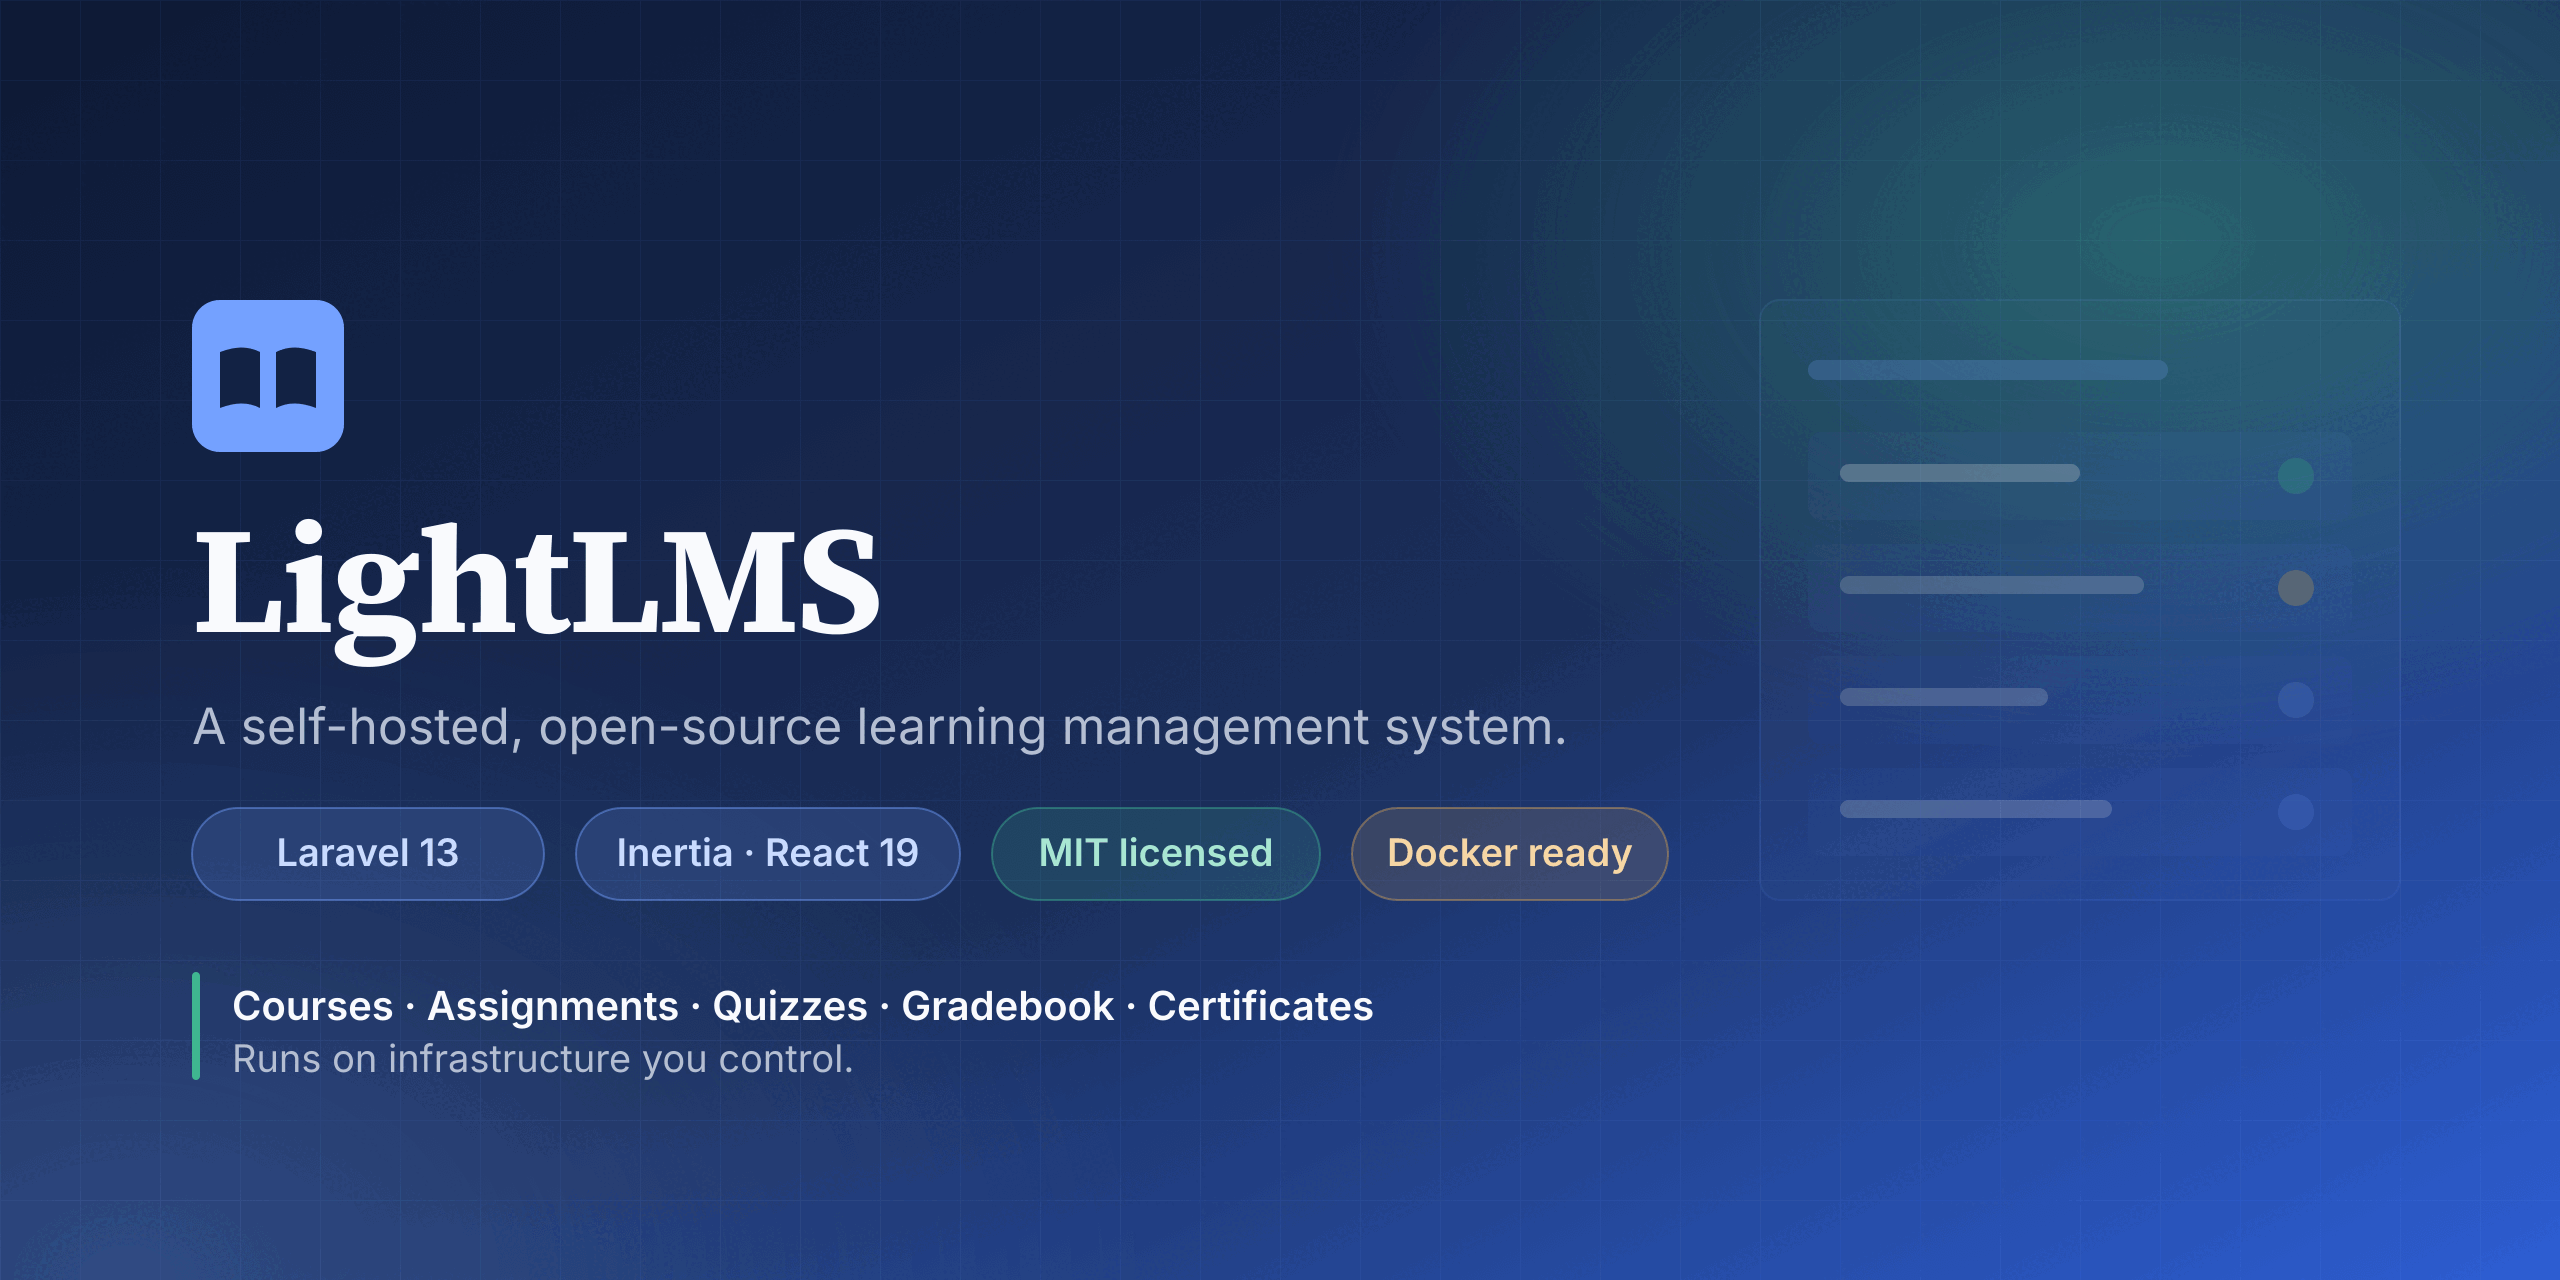 LightLMS
A self-hosted, open-source learning management system.
Laravel 13
Inertia · React 19
MIT licensed
Docker ready
Courses · Assignments · Quizzes · Gradebook · Certificates
Runs on infrastructure you control.